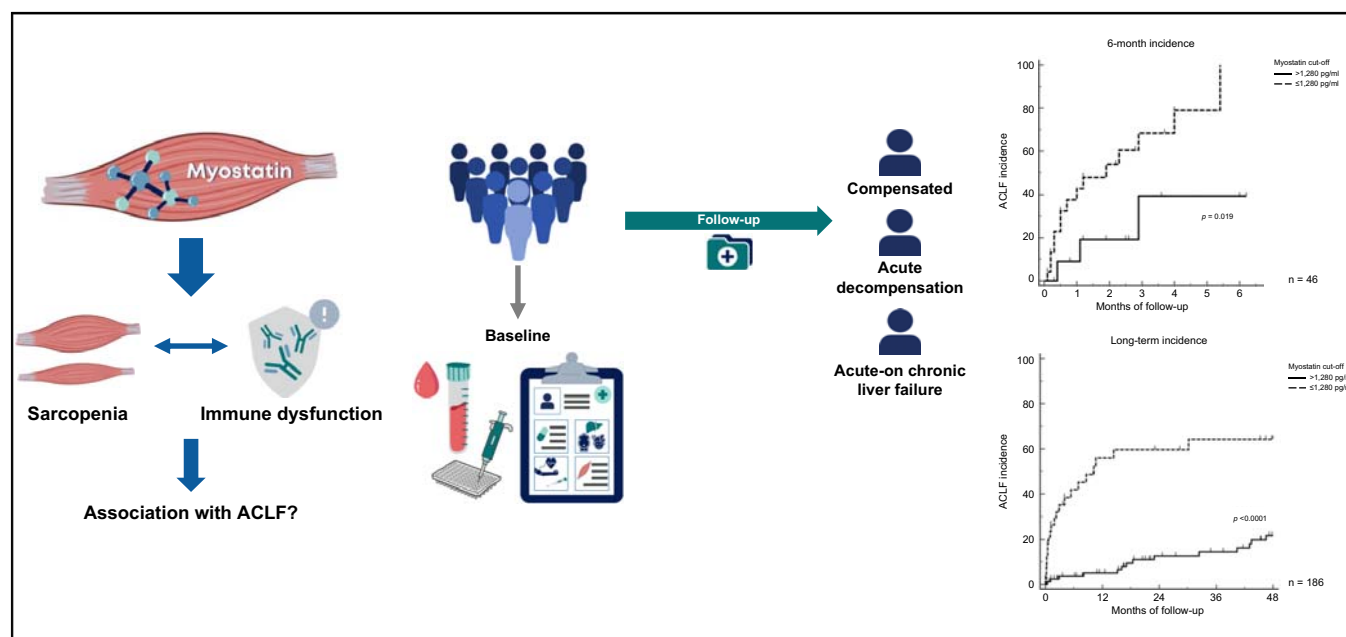 Myostatin
Sarcopenia
Immune dysfunction
Association with ACLF?
Baseline
Follow-up
Compensated
Acute
decompensation
Acute-on chronic
liver failure
6-month incidence
Myostatin cut-off
>1,280 pg/ml
≤1,280 pg/ml
ACLF incidence
100
80
60
40
20
0
p = 0.019
0 1 2 3 4 5 6
Months of follow-up
n = 46
Long-term incidence
Myostatin cut-off
>1,280 pg/
≤1,280 pg/
ACLF incidence
100
80
60
40
20
0
p <0.0001
0 12 24 36 48
Months of follow-up
n = 186